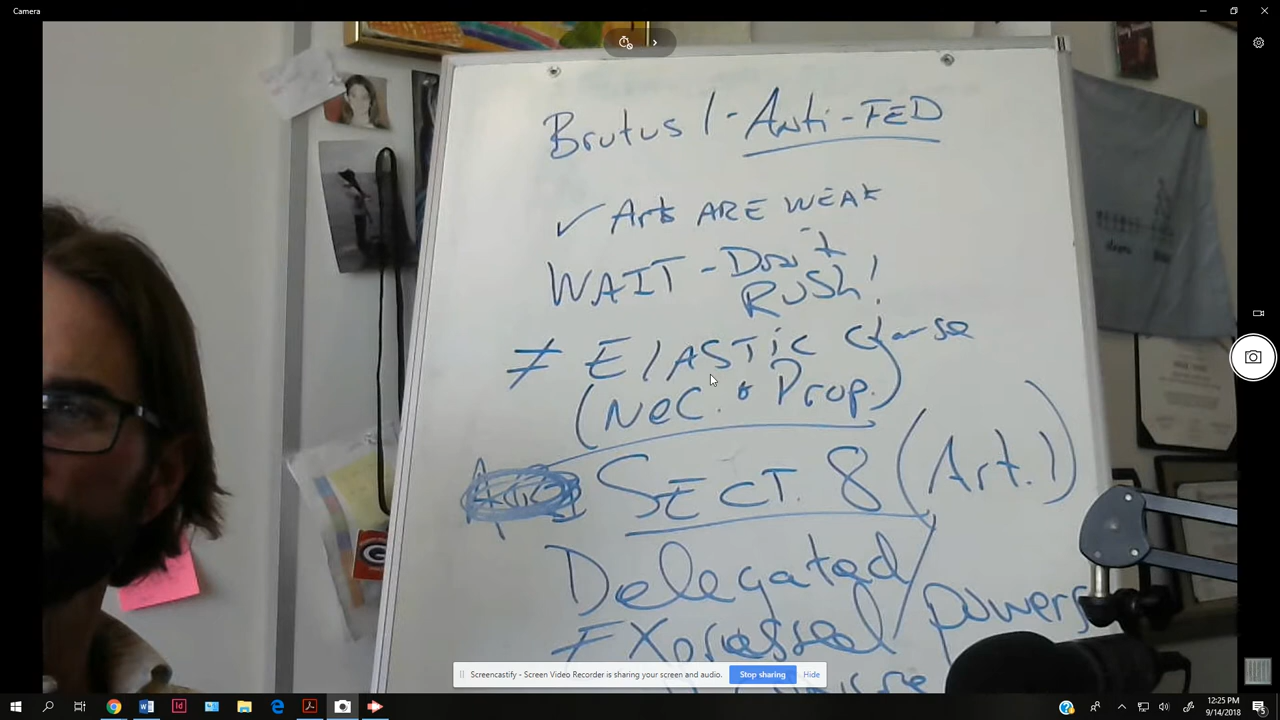 Camera
Brutus 1 - Anti-FED
✓ Arts ARE WEAK
WAIT - Don't
RUSH!
≠ ElASTIC Clause
(NeC. & Prop.)
SECT. 8 (Art. 1)
Delegated/
EXpressed/ powers
Screencastify - Screen Video Recorder is sharing your screen and audio.
Stop sharing
Hide
12:25 PM
9/14/2018